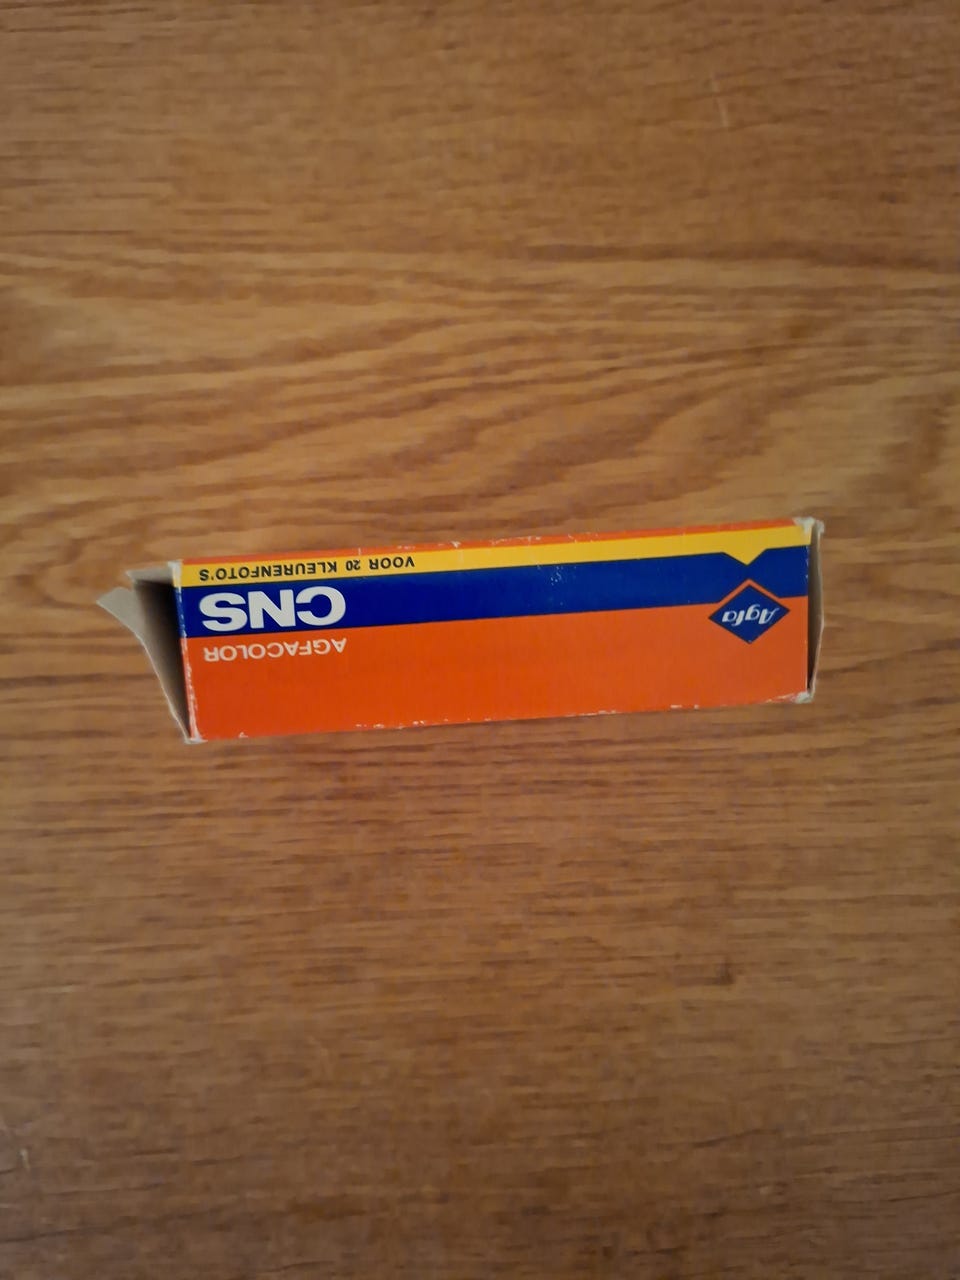 Agfa
AGFACOLOR
CNS
VOOR 20 KLEURENFOTO'S